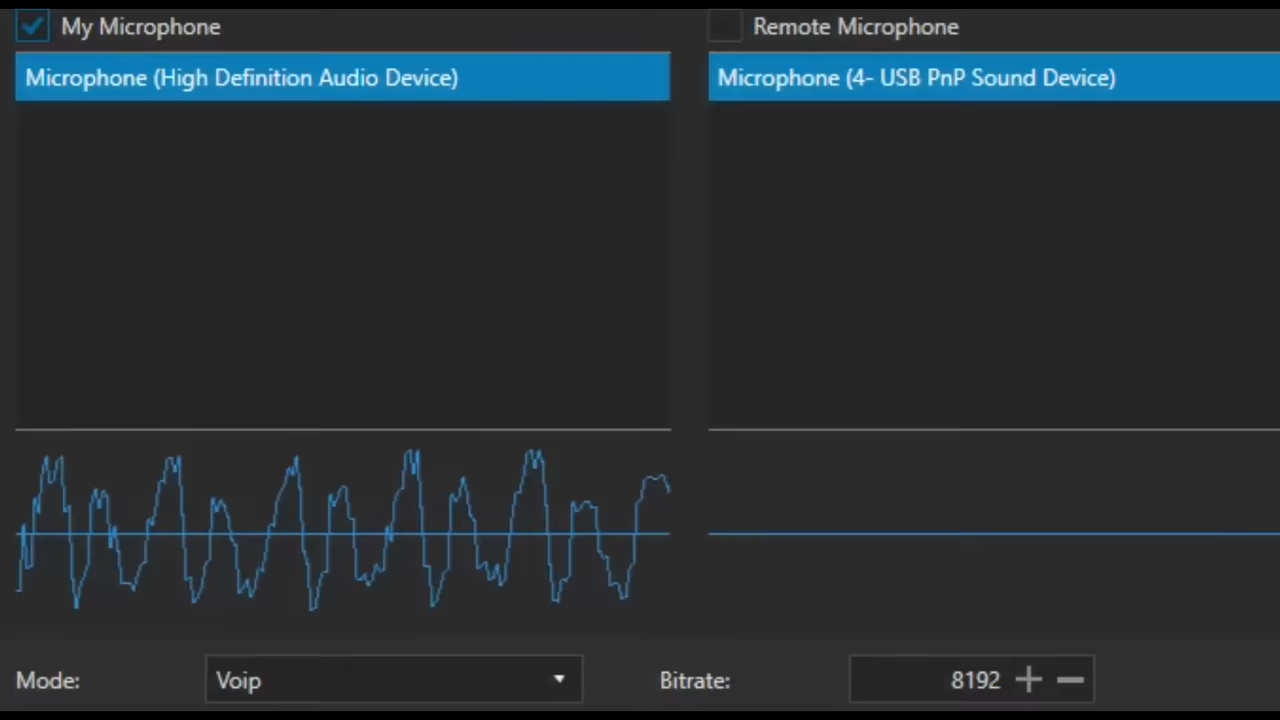 My Microphone
Remote Microphone
Microphone (High Definition Audio Device)
Microphone (4- USB PnP Sound Device)
Mode:
Voip
Bitrate:
8192